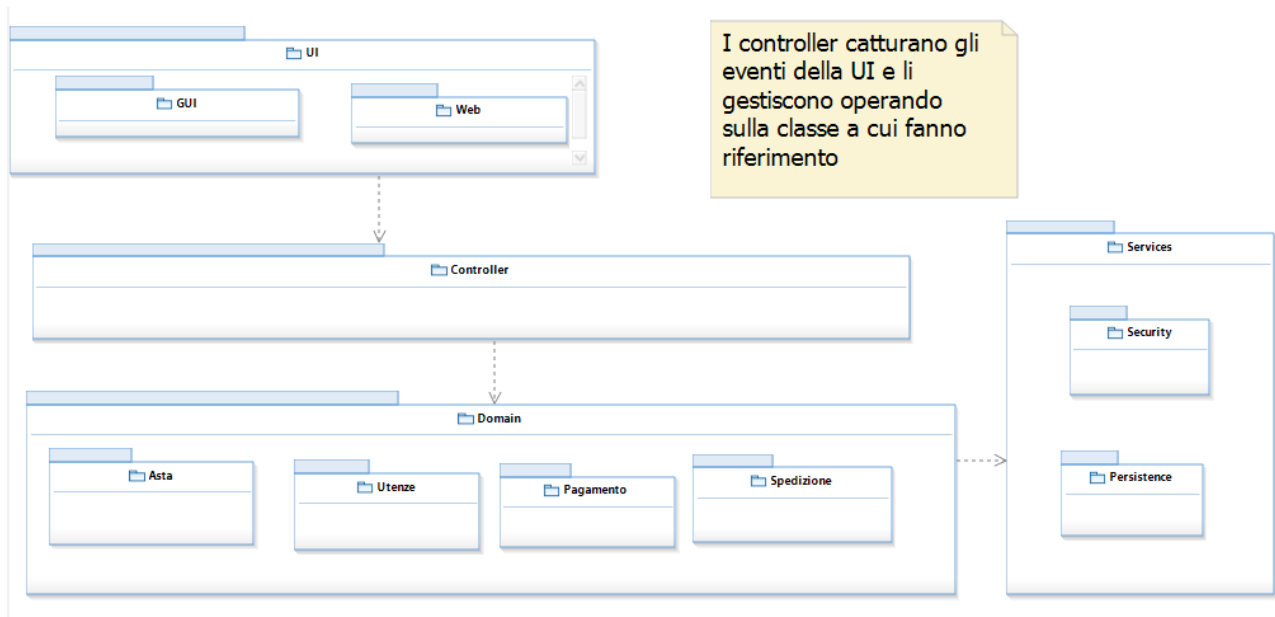 UI
GUI
Web
I controller catturano gli
eventi della UI e li
gestiscono operando
sulla classe a cui fanno
riferimento
Controller
Services
Security
Persistence
Domain
Asta
Utenze
Pagamento
Spedizione